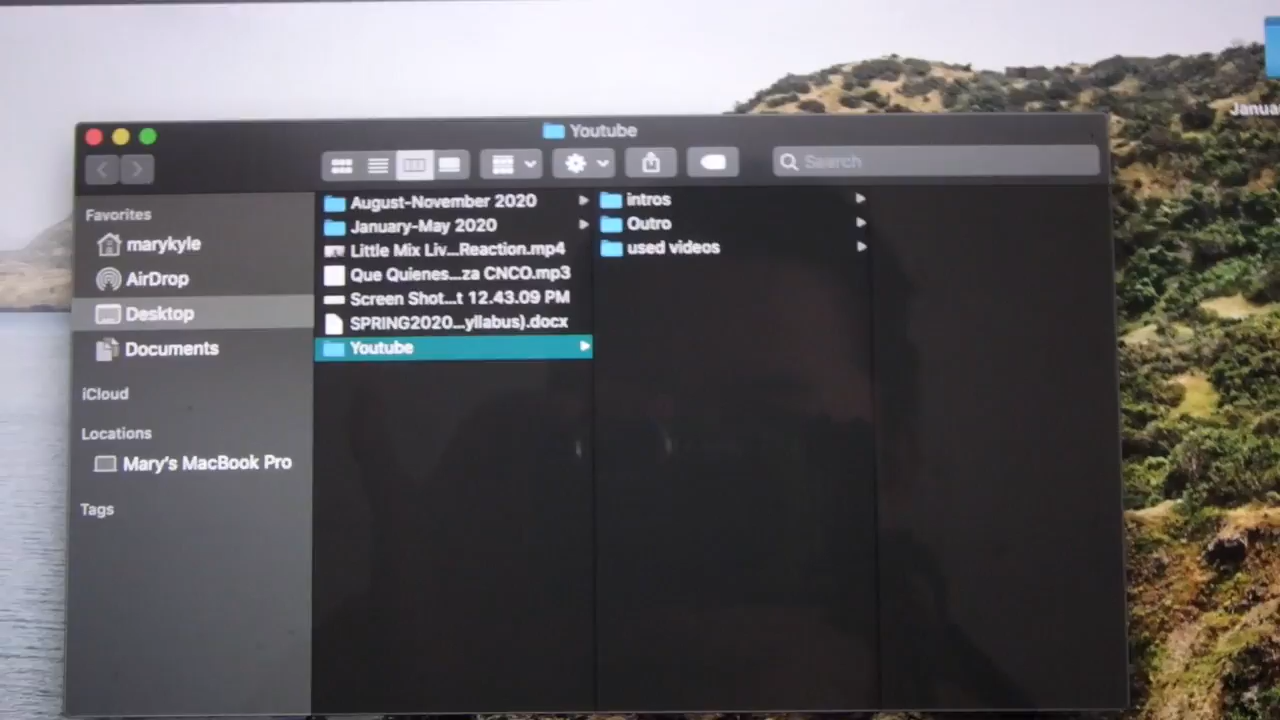 Youtube
Search
Janua
Favorites
marykyle
AirDrop
Desktop
Documents
iCloud
Locations
Mary's MacBook Pro
Tags
August-November 2020
January-May 2020
Little Mix Liv...Reaction.mp4
Que Quienes...za CNCO.mp3
Screen Shot...t 12.43.09 PM
SPRING2020...yllabus).docx
Youtube
intros
Outro
used videos